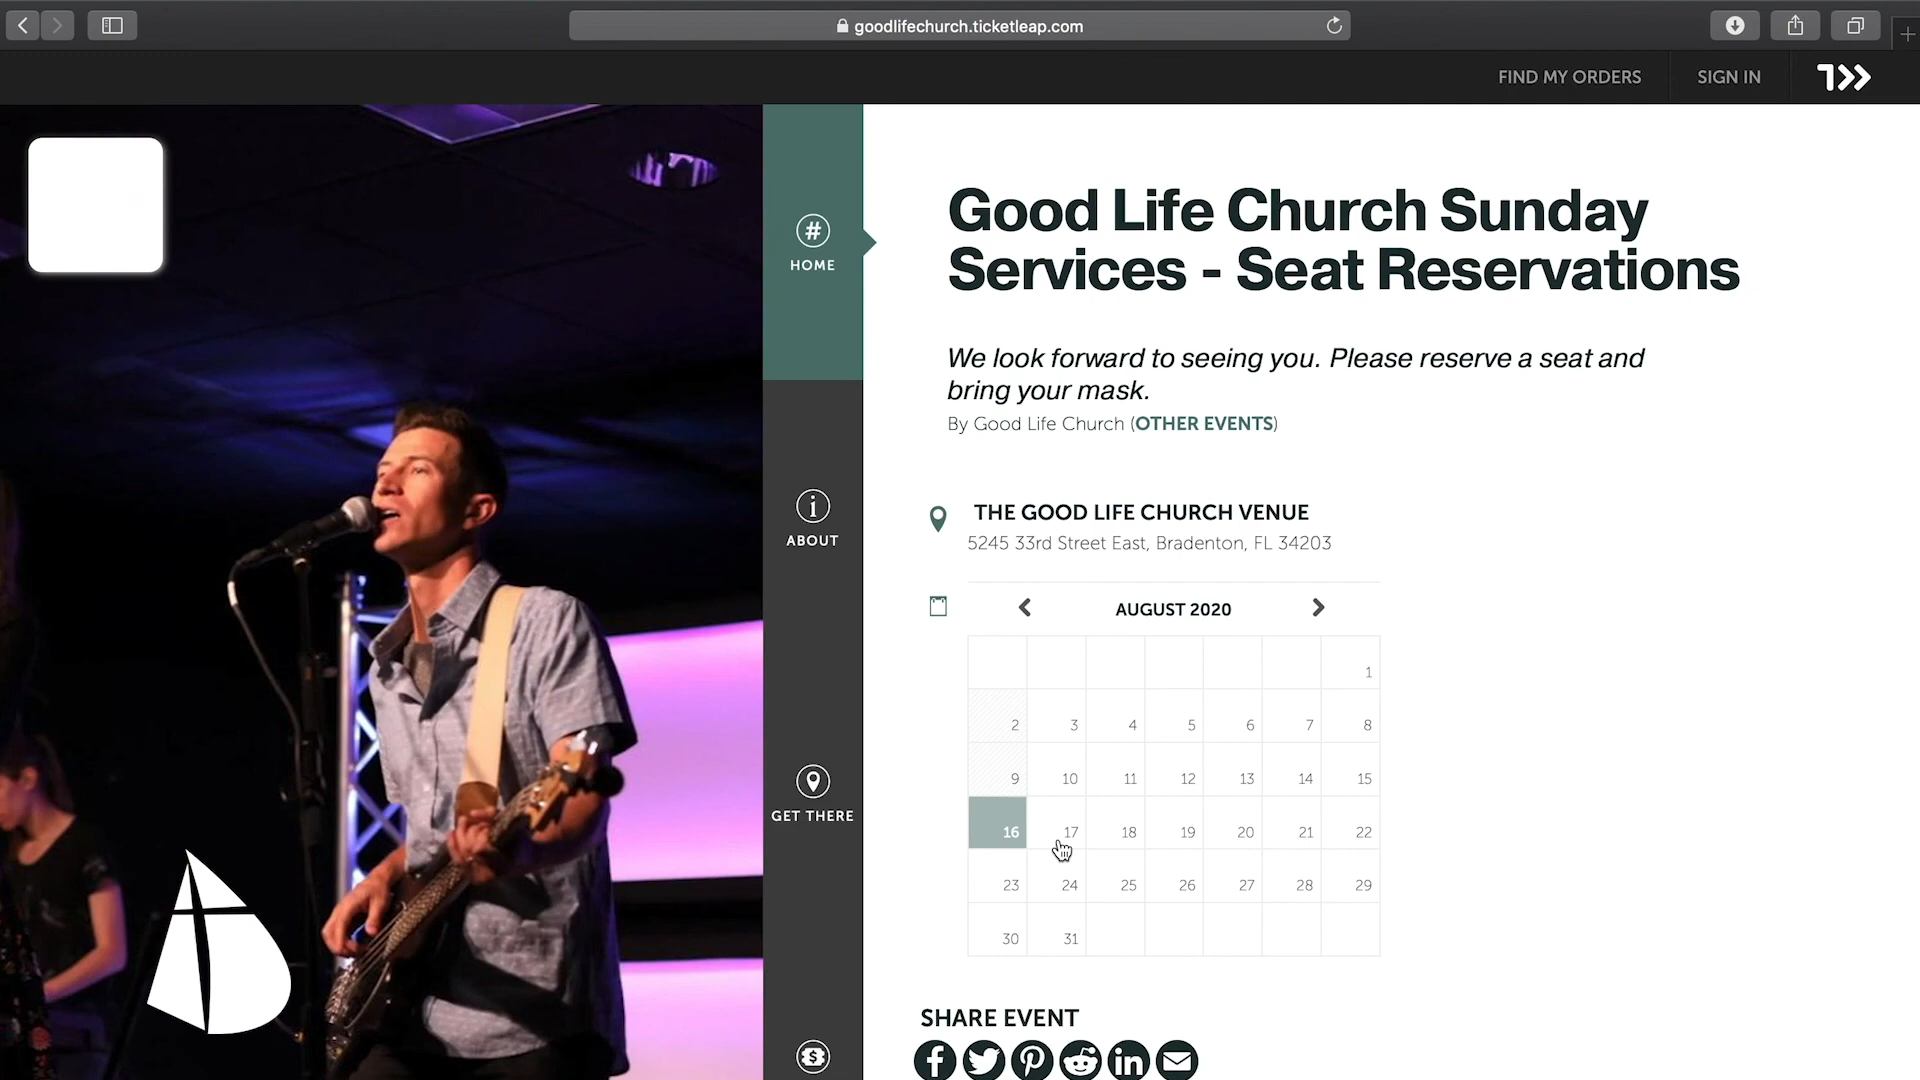 goodlifechurch.ticketleap.com
FIND MY ORDERS
SIGN IN
HOME
ABOUT
GET THERE
Good Life Church Sunday
Services - Seat Reservations
We look forward to seeing you. Please reserve a seat and
bring your mask.
By Good Life Church (OTHER EVENTS)
THE GOOD LIFE CHURCH VENUE
5245 33rd Street East, Bradenton, FL 34203
AUGUST 2020
1
2 3 4 5 6 7 8
9 10 11 12 13 14 15
16 17 18 19 20 21 22
23 24 25 26 27 28 29
30 31
SHARE EVENT